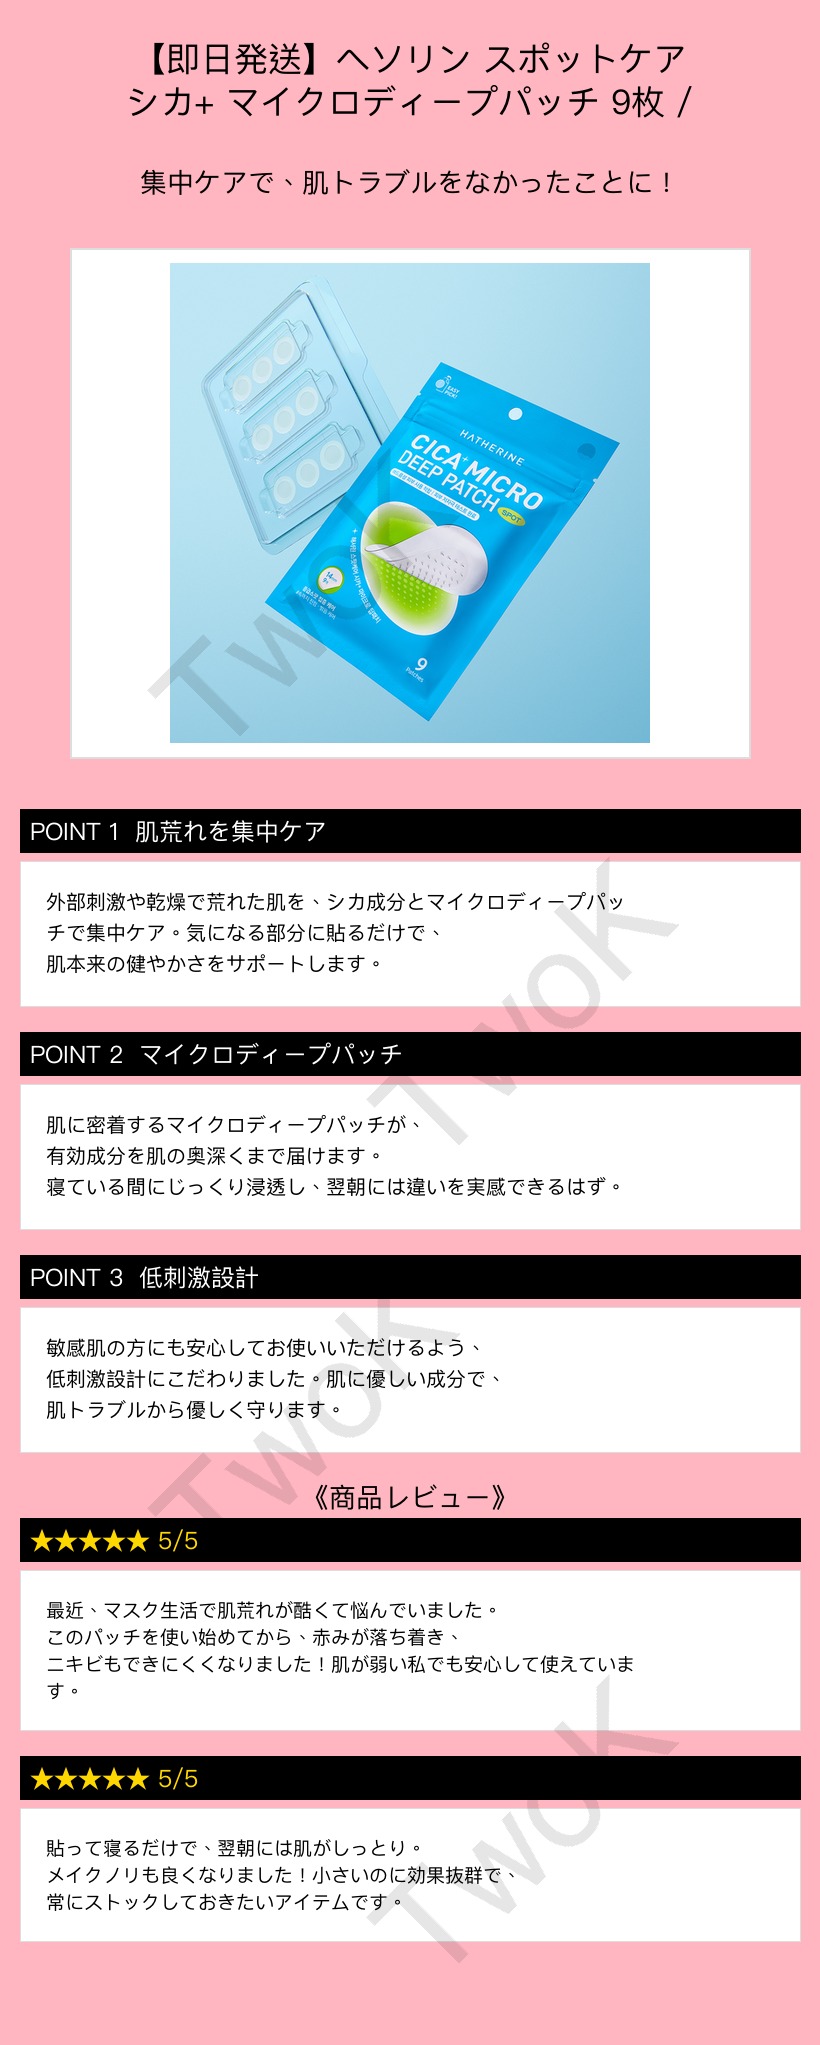 【即日発送】ヘソリン スポットケア
シカ+ マイクロディープパッチ 9枚 /
集中ケアで、肌トラブルをなかったことに！
EASY
PICK!
HATHERINE
CICA+ MICRO
DEEP PATCH
SPOT
9
Patches
TwoK
POINT 1 肌荒れを集中ケア
外部刺激や乾燥で荒れた肌を、シカ成分とマイクロディープパッ
チで集中ケア。気になる部分に貼るだけで、
肌本来の健やかさをサポートします。
TwoK
POINT 2 マイクロディープパッチ
肌に密着するマイクロディープパッチが、
有効成分を肌の奥深くまで届けます。
寝ている間にじっくり浸透し、翌朝には違いを実感できるはず。
POINT 3 低刺激設計
敏感肌の方にも安心してお使いいただけるよう、
低刺激設計にこだわりました。肌に優しい成分で、
肌トラブルから優しく守ります。
TwoK
《商品レビュー》
★★★★★ 5/5
最近、マスク生活で肌荒れが酷くて悩んでいました。
このパッチを使い始めてから、赤みが落ち着き、
ニキビもできにくくなりました！肌が弱い私でも安心して使えていま
す。
★★★★★ 5/5
貼って寝るだけで、翌朝には肌がしっとり。
メイクノリも良くなりました！小さいのに効果抜群で、
常にストックしておきたいアイテムです。
TwoK